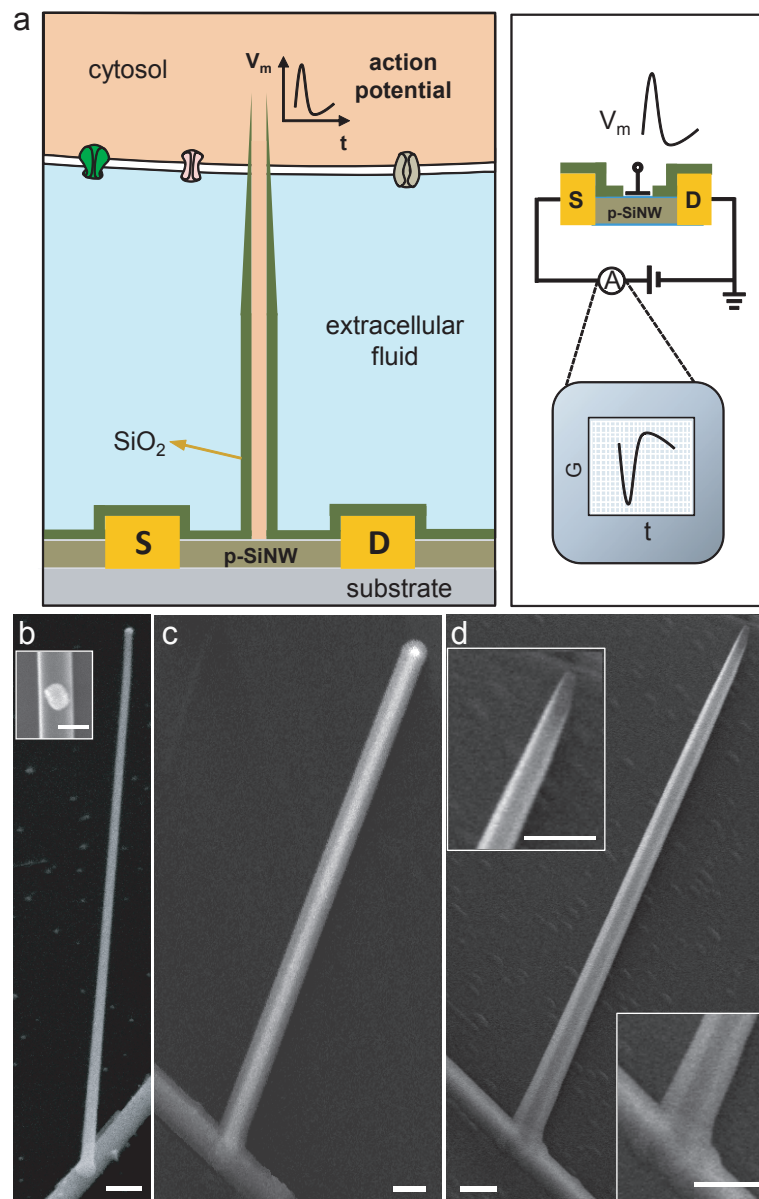 a
cytosol
Vm
action
potential
t
extracellular
fluid
SiO2
S
D
p-SiNW
substrate
Vm
S
D
p-SiNW
A
G
t
b
c
d